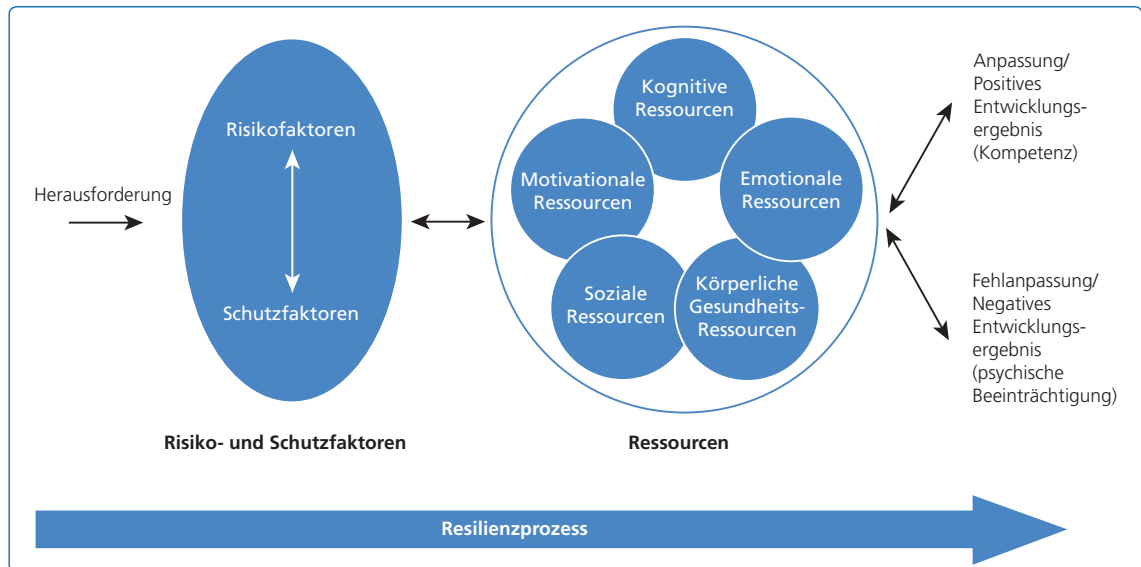 Herausforderung
Risikofaktoren
Schutzfaktoren
Risiko- und Schutzfaktoren
Kognitive
Ressourcen
Motivationale
Ressourcen
Emotionale
Ressourcen
Soziale
Ressourcen
Körperliche
Gesundheits-
Ressourcen
Ressourcen
Anpassung/
Positives
Entwicklungs-
ergebnis
(Kompetenz)
Fehlanpassung/
Negatives
Entwicklungs-
ergebnis
(psychische
Beeinträchtigung)
Resilienzprozess